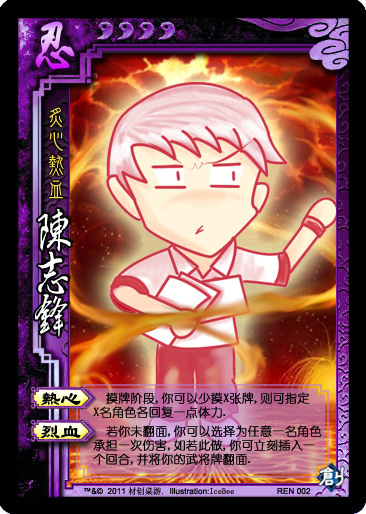 忍
炙心熱血
陳志鋒
熱心
摸牌阶段,你可以少摸X张牌,则可指定
X名角色各回复一点体力.
烈血
若你未翻面,你可以选择为任意一名角色
承担一次伤害,如若此做,你可立刻插入
一个回合,并将你的武将牌翻面.
創
™&© 2011 材创桌游. Illustration:IceBee
REN 002